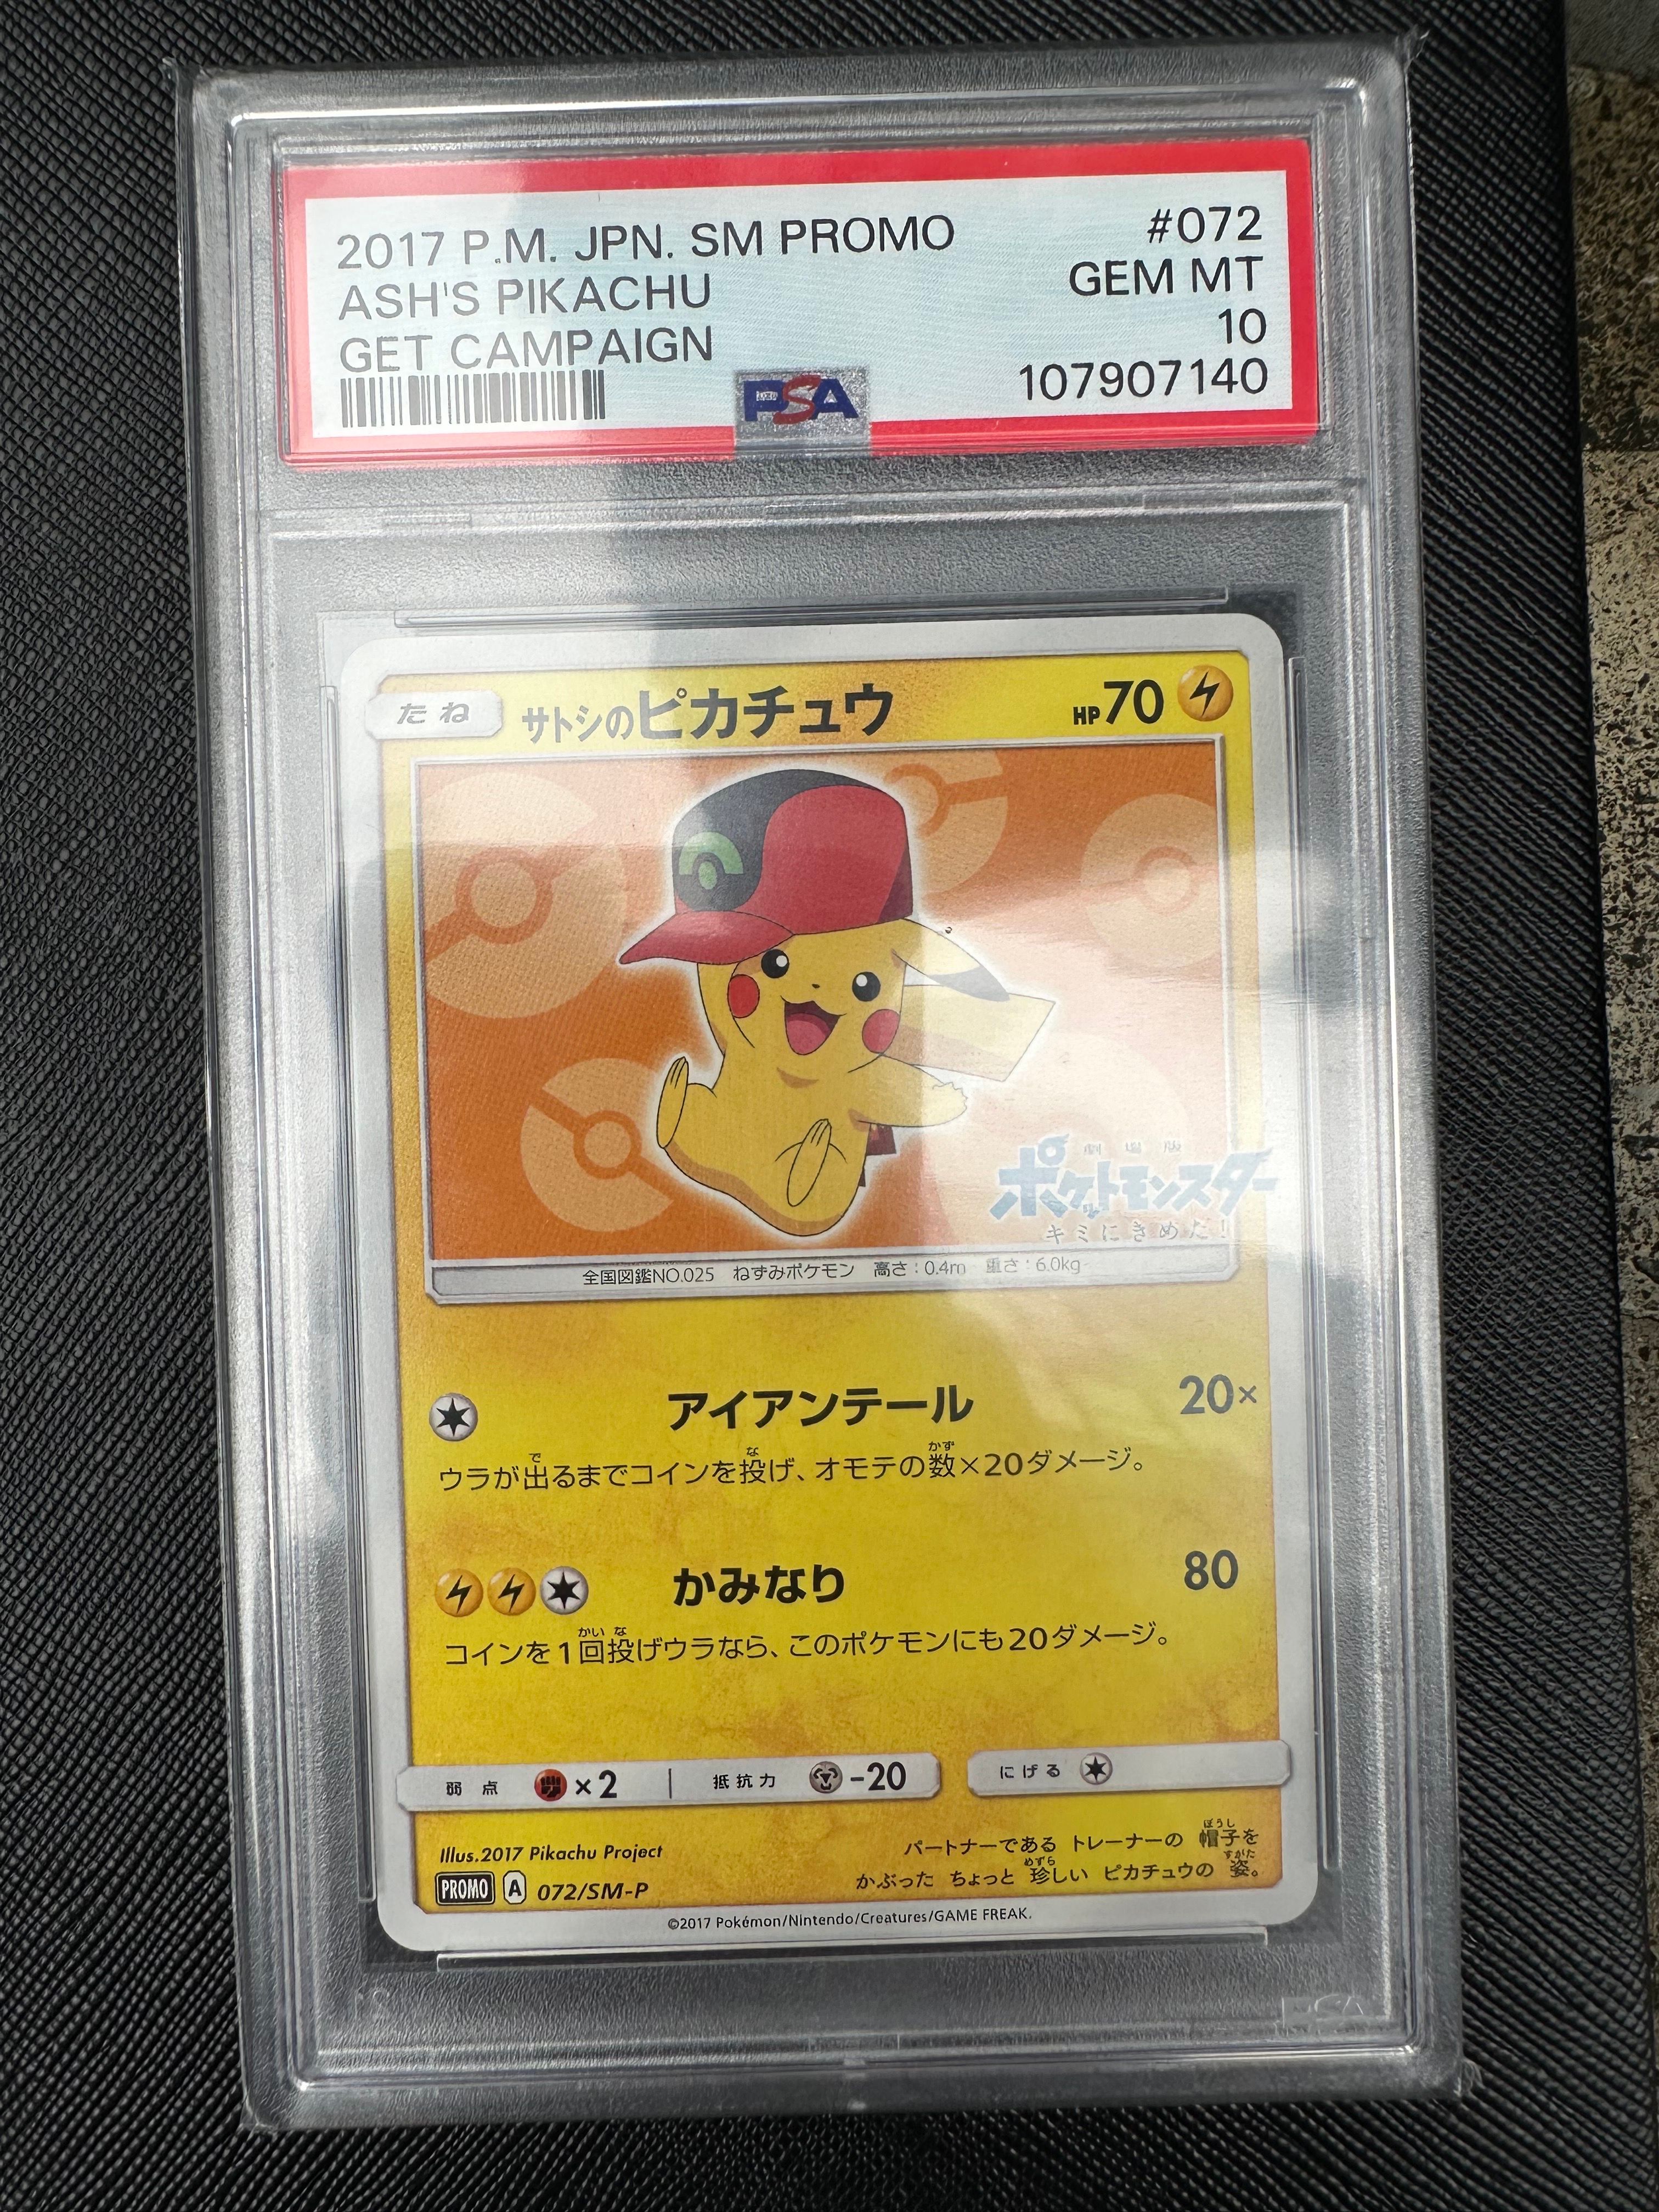 2017 P.M. JPN. SM PROMO #072
ASH'S PIKACHU GEM MT
GET CAMPAIGN 10
PSA 107907140
たね サトシのピカチュウ HP70
劇場版
ポケットモンスター
キミにきめた!
全国図鑑NO.025 ねずみポケモン 高さ:0.4m 重さ:6.0kg
アイアンテール 20×
ウラが出るまでコインを投げ、オモテの数×20ダメージ。
かみなり 80
コインを1回投げウラなら、このポケモンにも20ダメージ。
弱点 ×2 抵抗力 -20 にげる
Illus.2017 Pikachu Project
PROMO A 072/SM-P
パートナーである トレーナーの 帽子を
かぶった ちょっと 珍しい ピカチュウの 姿。
©2017 Pokémon/Nintendo/Creatures/GAME FREAK.
PSA